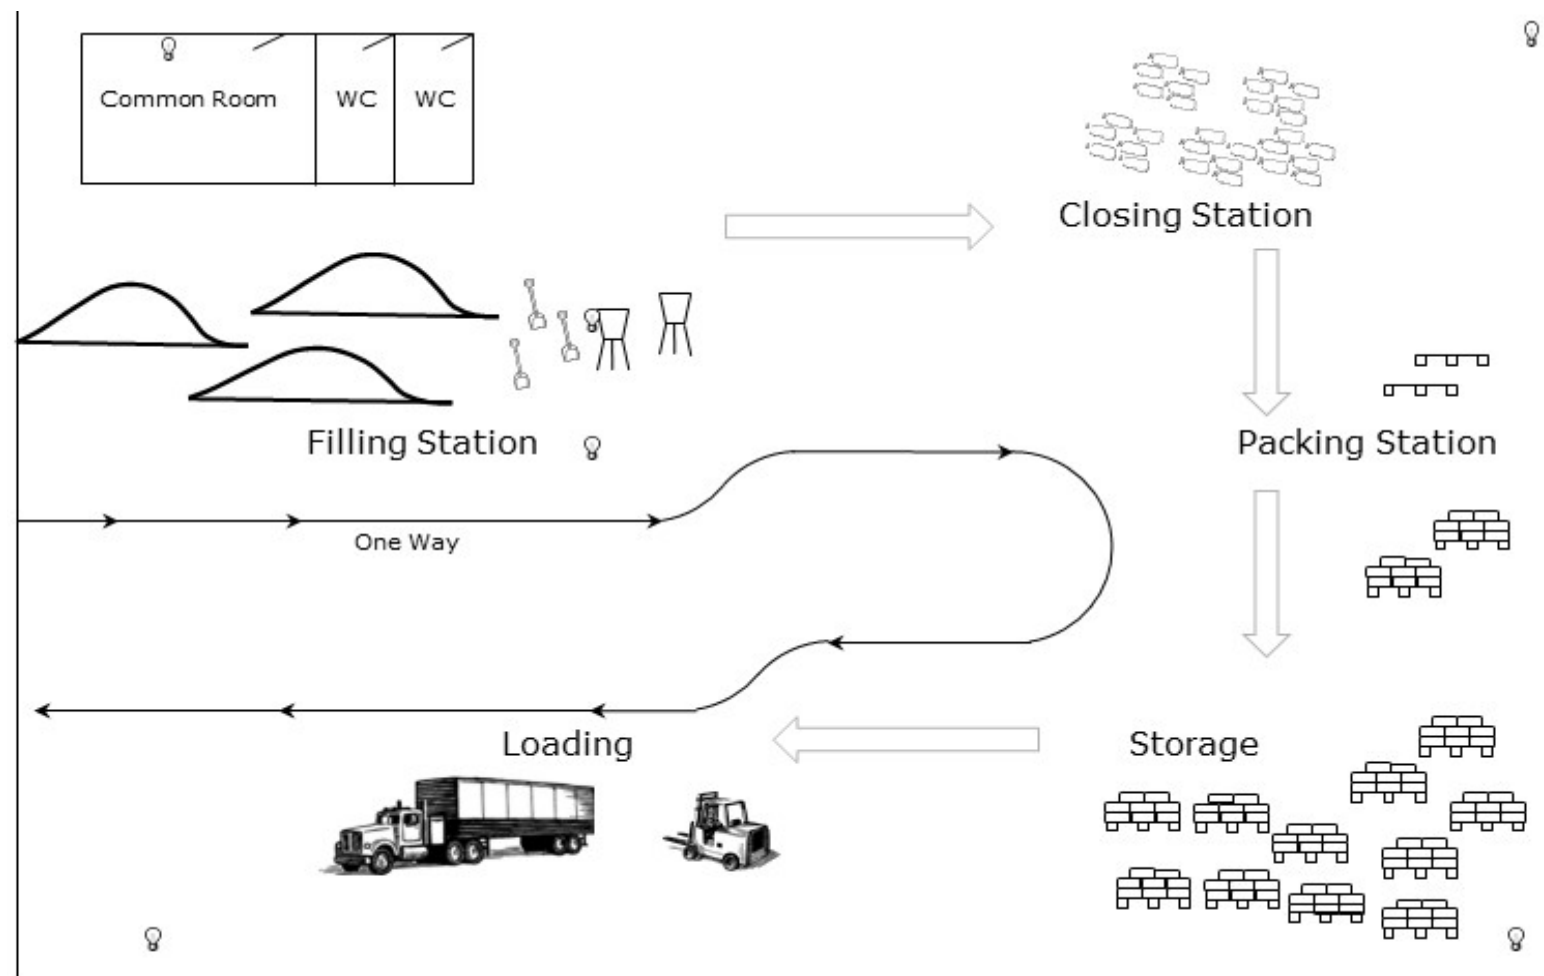 Common Room
WC
WC
Closing Station
Filling Station
Packing Station
One Way
Loading
Storage